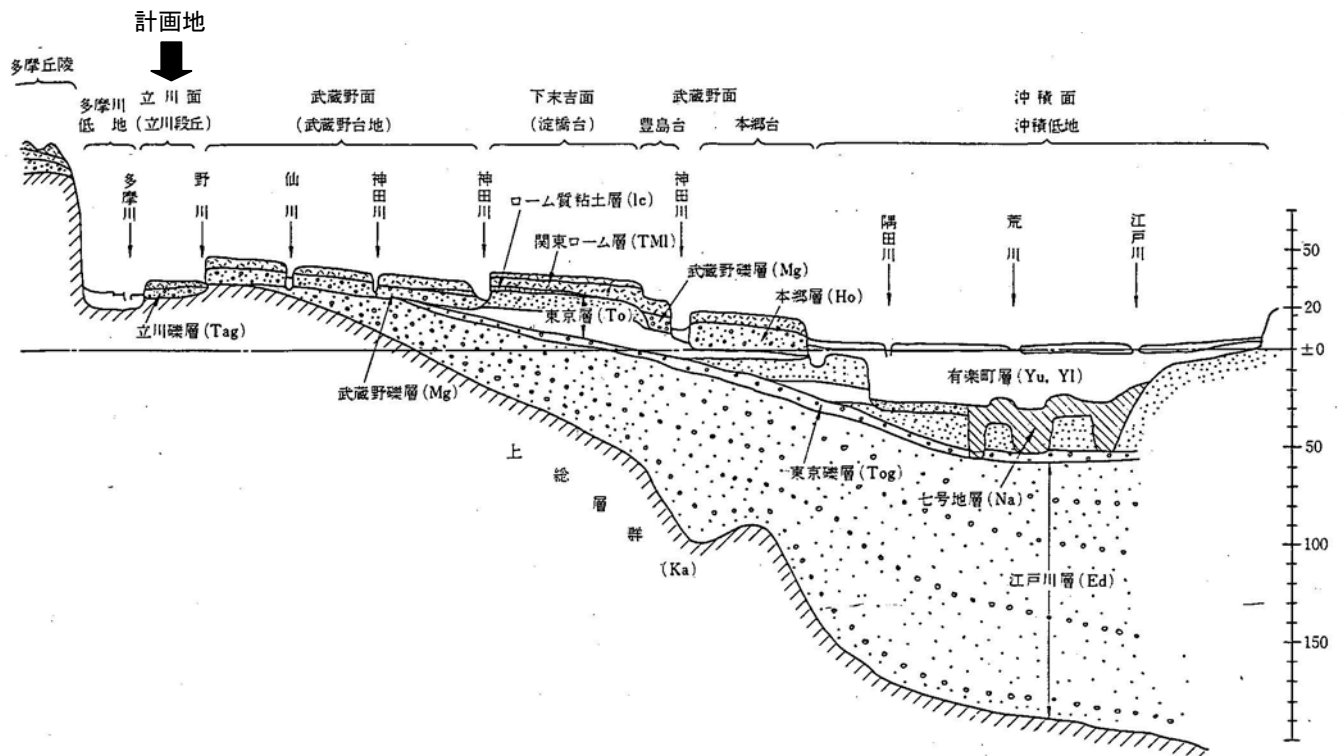 計画地
多摩丘陵
多摩川
低地
立川面
(立川段丘)
武蔵野面
(武蔵野台地)
下末吉面
(淀橋台)
武蔵野面
豊島台
本郷台
沖積面
沖積低地
多摩川
野川
仙川
神田川
神田川
神田川
隅田川
荒川
江戸川
ローム質粘土層(lc)
関東ローム層(TMl)
武蔵野礫層(Mg)
本郷層(Ho)
東京層(To)
立川礫層(Tag)
武蔵野礫層(Mg)
有楽町層(Yu, Yl)
東京礫層(Tog)
七号地層(Na)
上総層群
(Ka)
江戸川層(Ed)
50
20
±0
50
100
150